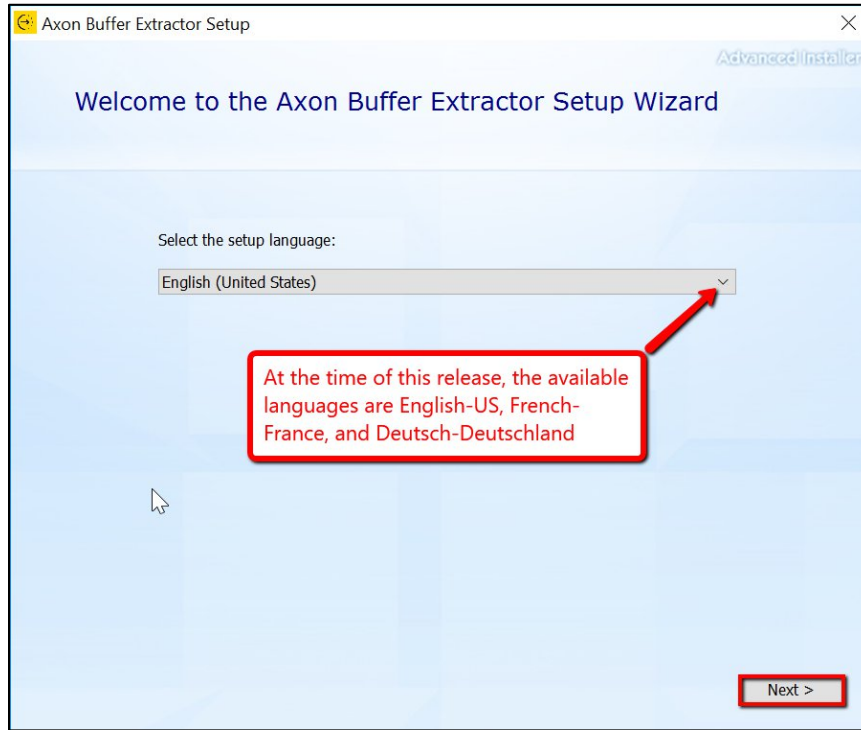 Axon Buffer Extractor Setup
Advanced Installer
Welcome to the Axon Buffer Extractor Setup Wizard
Select the setup language:
English (United States)
At the time of this release, the available
languages are English-US, French-
France, and Deutsch-Deutschland
Next >